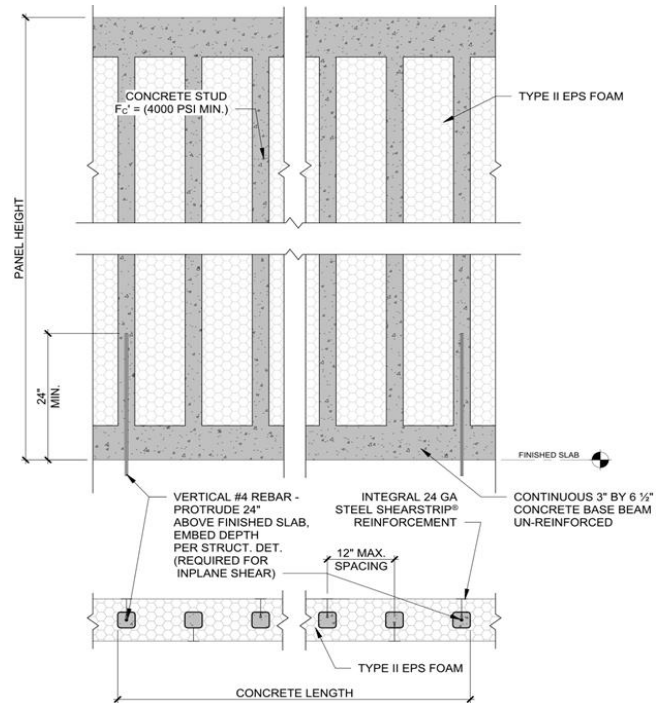 CONCRETE STUD
Fc' = (4000 PSI MIN.)
TYPE II EPS FOAM
PANEL HEIGHT
24"
MIN.
FINISHED SLAB
VERTICAL #4 REBAR -
PROTRUDE 24"
ABOVE FINISHED SLAB,
EMBED DEPTH
PER STRUCT. DET.
(REQUIRED FOR
INPLANE SHEAR)
INTEGRAL 24 GA
STEEL SHEARSTRIP®
REINFORCEMENT
CONTINUOUS 3" BY 6 ½"
CONCRETE BASE BEAM
UN-REINFORCED
12" MAX.
SPACING
TYPE II EPS FOAM
CONCRETE LENGTH